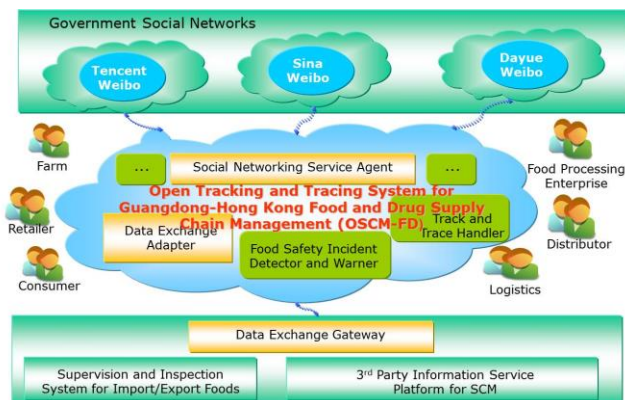 Government Social Networks
Tencent
Weibo
Sina
Weibo
Dayue
Weibo
Farm
Food Processing
Enterprise
...
Social Networking Service Agent
...
Open Tracking and Tracing System for
Guangdong-Hong Kong Food and Drug Supply
Chain Management (OSCM-FD)
Retailer
Data Exchange
Adapter
Track and
Trace Handler
Distributor
Food Safety Incident
Detector and Warner
Consumer
Logistics
Data Exchange Gateway
Supervision and Inspection
System for Import/Export Foods
3rd Party Information Service
Platform for SCM